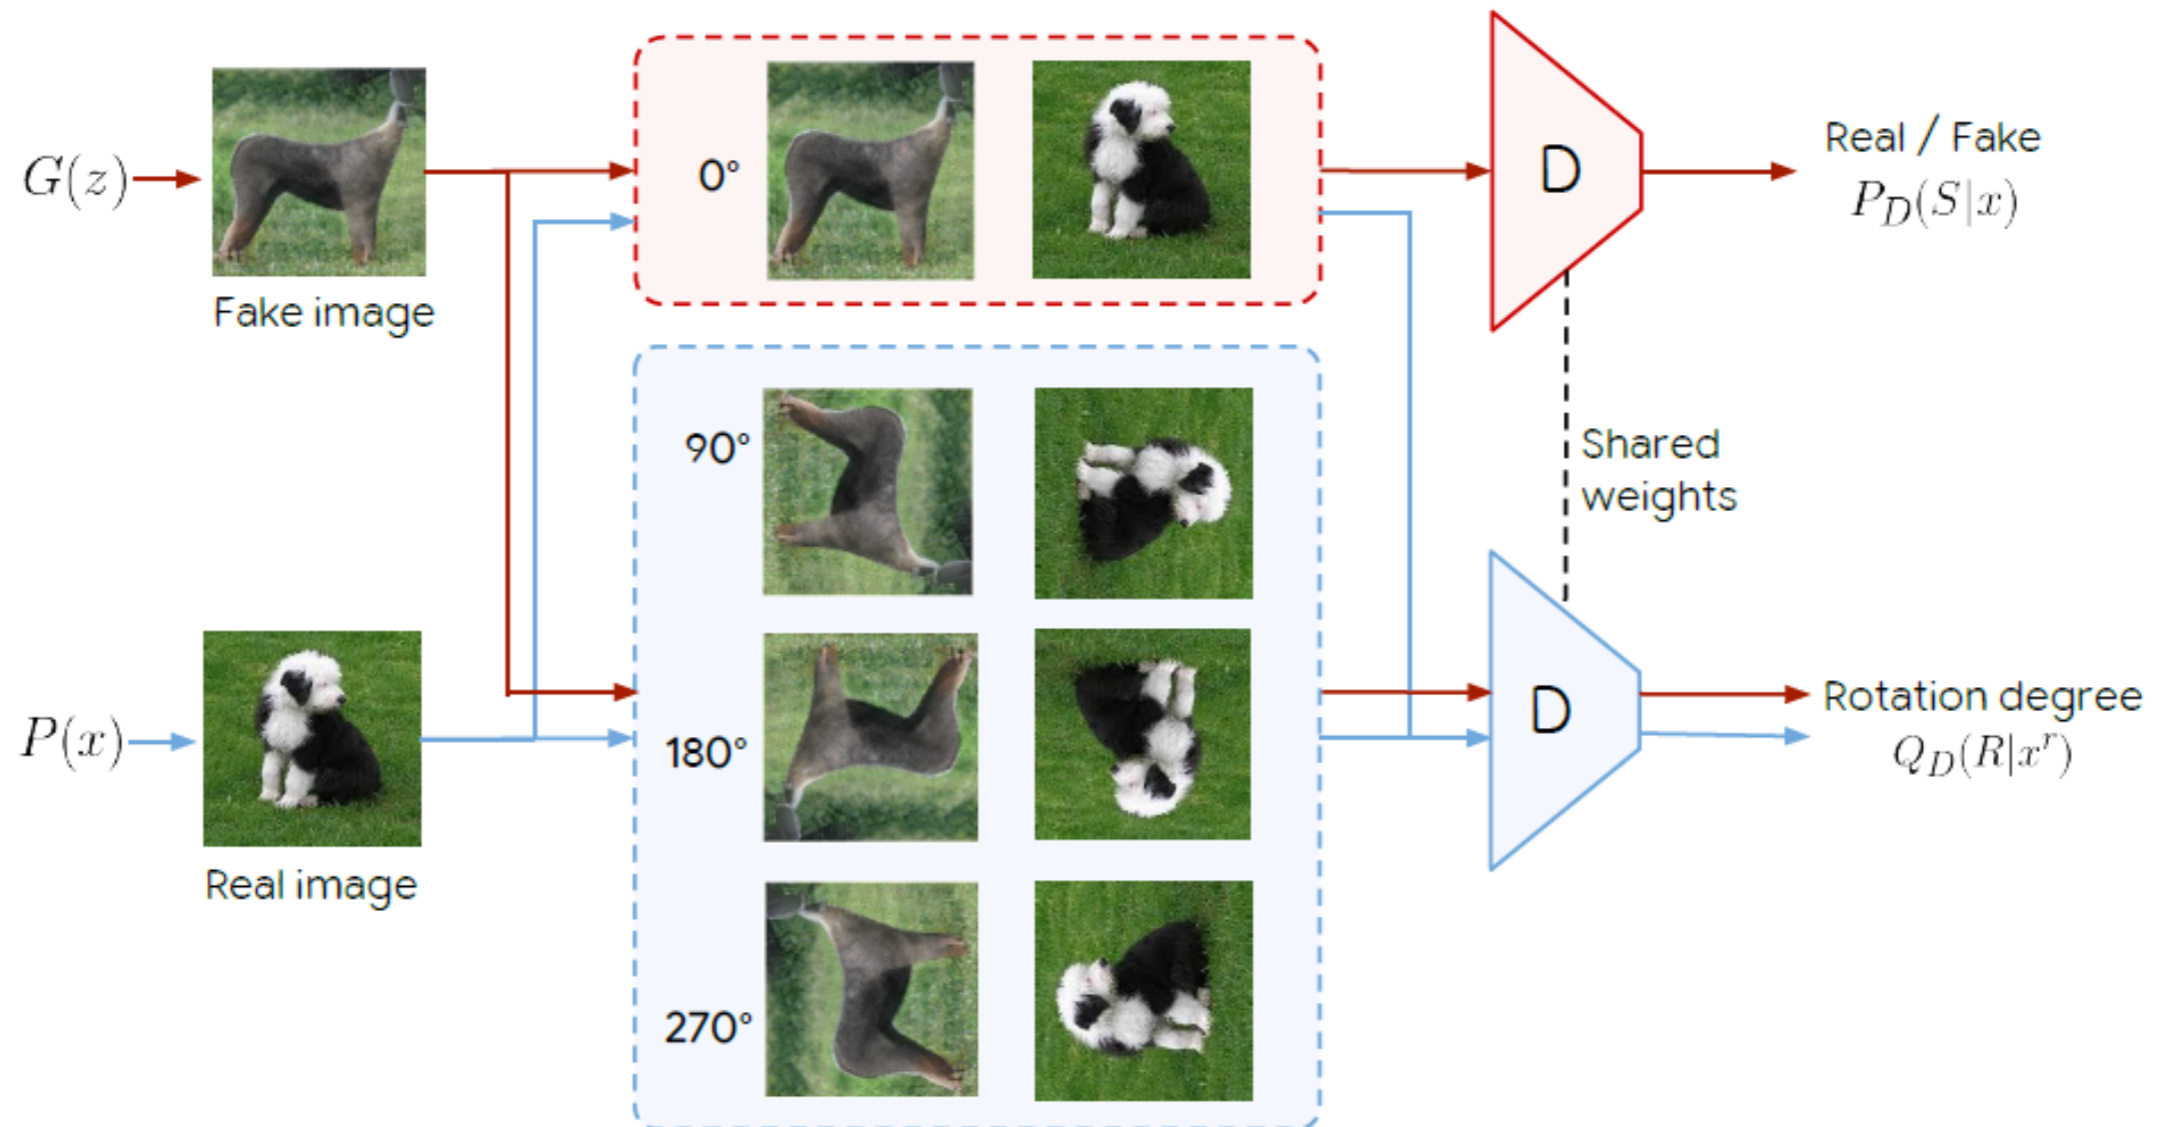 G(z)
Fake image
0°
D
Real / Fake
P_D(S|x)
90°
Shared
weights
P(x)
Real image
180°
D
Rotation degree
Q_D(R|x^r)
270°